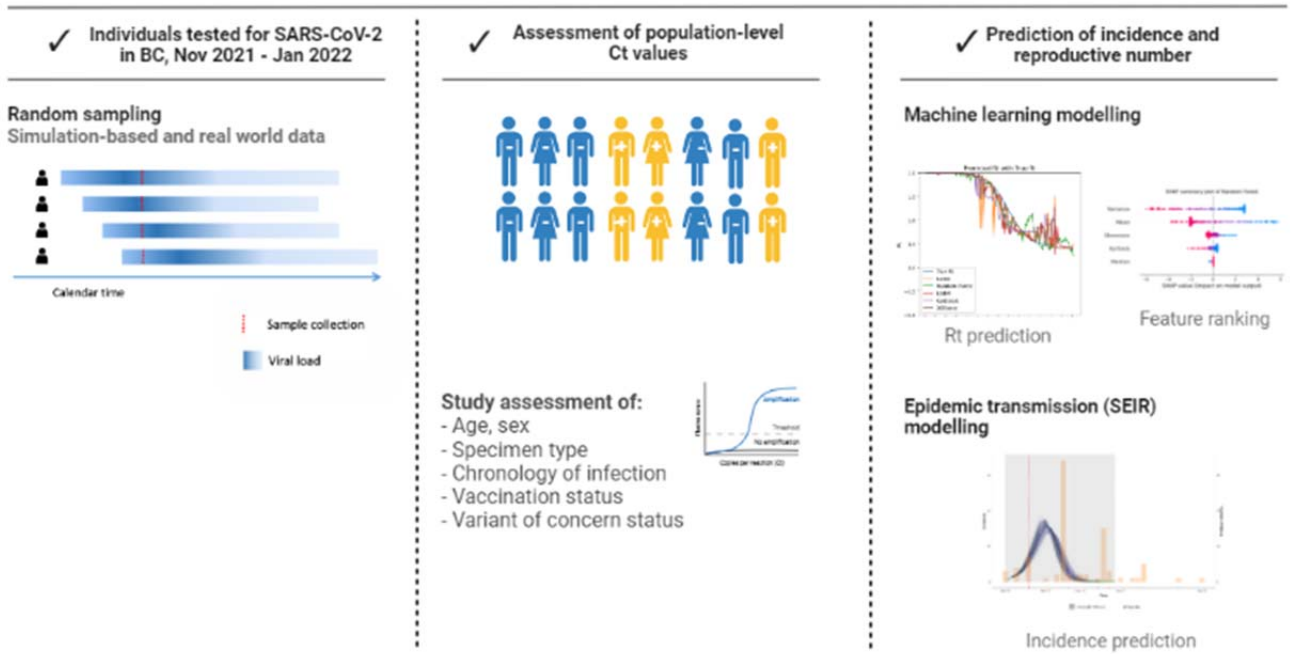 Individuals tested for SARS-CoV-2
in BC, Nov 2021 - Jan 2022
Random sampling
Simulation-based and real world data
Calendar time
Sample collection
Viral load
Assessment of population-level
Ct values
Study assessment of:
- Age, sex
- Specimen type
- Chronology of infection
- Vaccination status
- Variant of concern status
Amplification
Threshold
No amplification
Prediction of incidence and
reproductive number
Machine learning modelling
Rt prediction
Feature ranking
Epidemic transmission (SEIR)
modelling
Incidence prediction